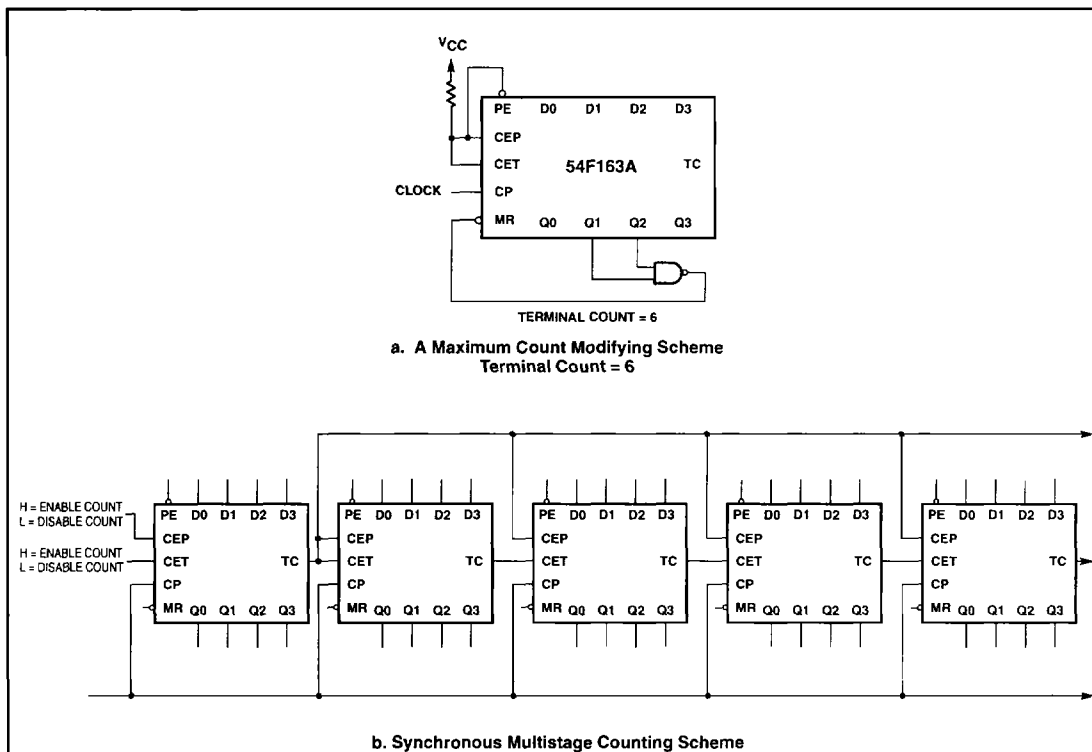 VCC
PE D0 D1 D2 D3
CEP
CET 54F163A TC
CLOCK CP
MR Q0 Q1 Q2 Q3
TERMINAL COUNT = 6
a. A Maximum Count Modifying Scheme
Terminal Count = 6
H = ENABLE COUNT
L = DISABLE COUNT
H = ENABLE COUNT
L = DISABLE COUNT
PE D0 D1 D2 D3
CEP
CET TC
CP
MR Q0 Q1 Q2 Q3
PE D0 D1 D2 D3
CEP
CET TC
CP
MR Q0 Q1 Q2 Q3
PE D0 D1 D2 D3
CEP
CET TC
CP
MR Q0 Q1 Q2 Q3
PE D0 D1 D2 D3
CEP
CET TC
CP
MR Q0 Q1 Q2 Q3
PE D0 D1 D2 D3
CEP
CET TC
CP
MR Q0 Q1 Q2 Q3
b. Synchronous Multistage Counting Scheme